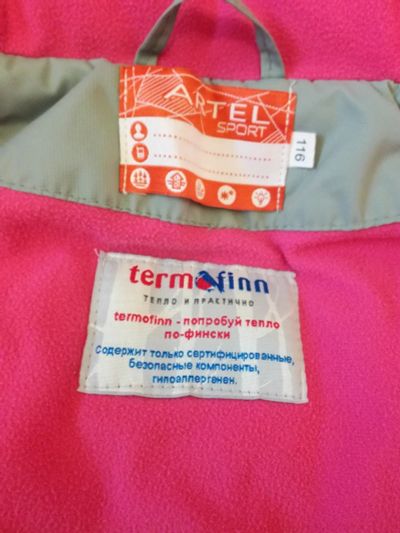 ARTEL
SPORT
116
termofinn
ТЕПЛО И ПРАКТИЧНО
termofinn - попробуй тепло
по-фински
Содержит только сертифицированные,
безопасные компоненты,
гипоаллергенен.